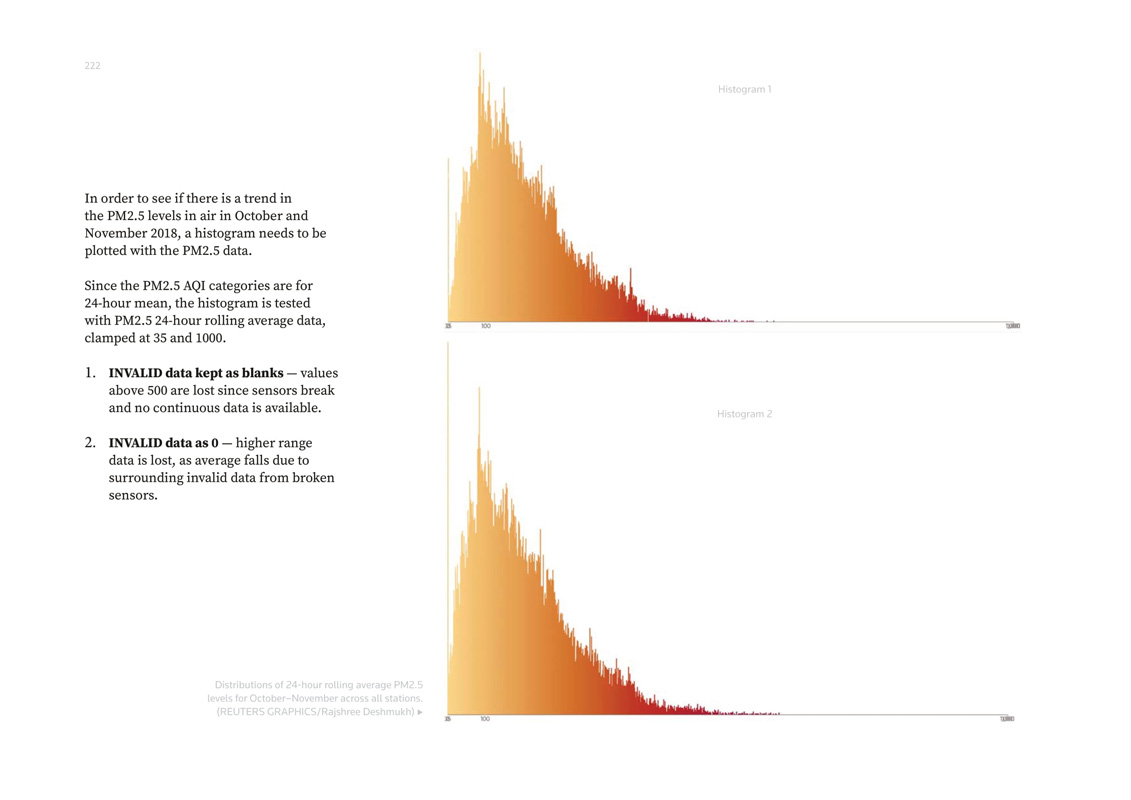 222
In order to see if there is a trend in
the PM2.5 levels in air in October and
November 2018, a histogram needs to be
plotted with the PM2.5 data.
Since the PM2.5 AQI categories are for
24-hour mean, the histogram is tested
with PM2.5 24-hour rolling average data,
clamped at 35 and 1000.
1. INVALID data kept as blanks — values
above 500 are lost since sensors break
and no continuous data is available.
2. INVALID data as 0 — higher range
data is lost, as average falls due to
surrounding invalid data from broken
sensors.
Distributions of 24-hour rolling average PM2.5
levels for October–November across all stations.
(REUTERS GRAPHICS/Rajshree Deshmukh) ▸
Histogram 1
100
Histogram 2
100